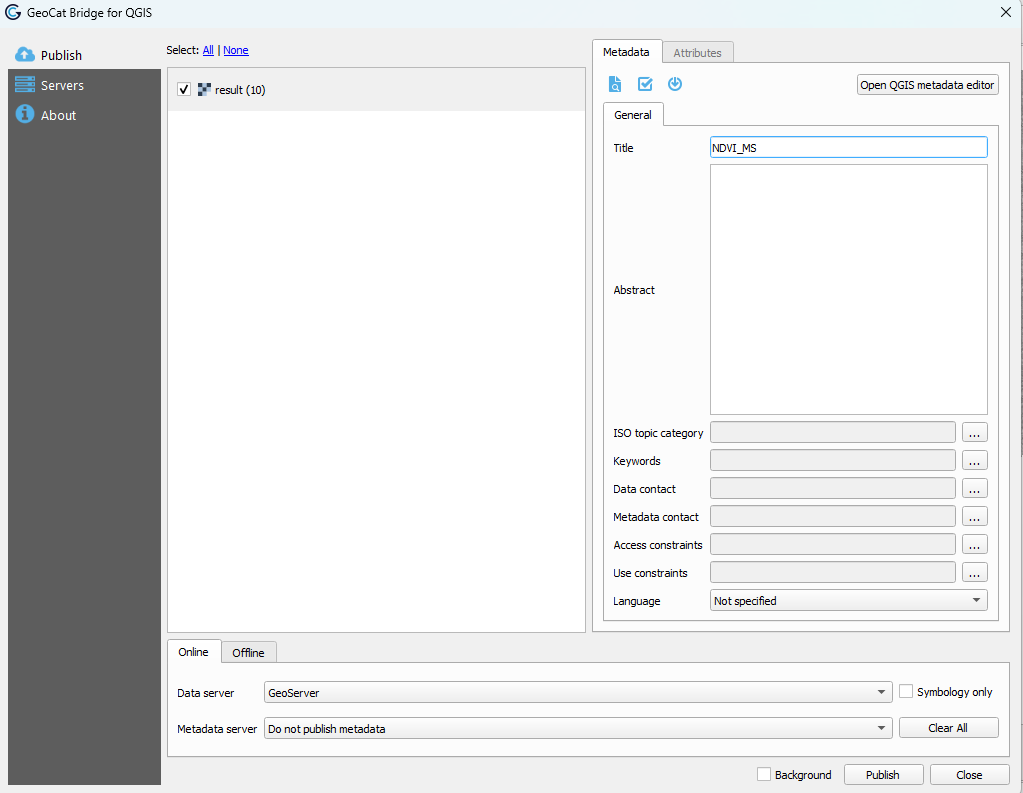 GeoCat Bridge for QGIS
Publish
Servers
About
Select: All | None
result (10)
Metadata
Attributes
Open QGIS metadata editor
General
Title
NDVI_MS
Abstract
ISO topic category
...
Keywords
...
Data contact
...
Metadata contact
...
Access constraints
...
Use constraints
...
Language
Not specified
Online
Offline
Data server
GeoServer
Symbology only
Metadata server
Do not publish metadata
Clear All
Background
Publish
Close